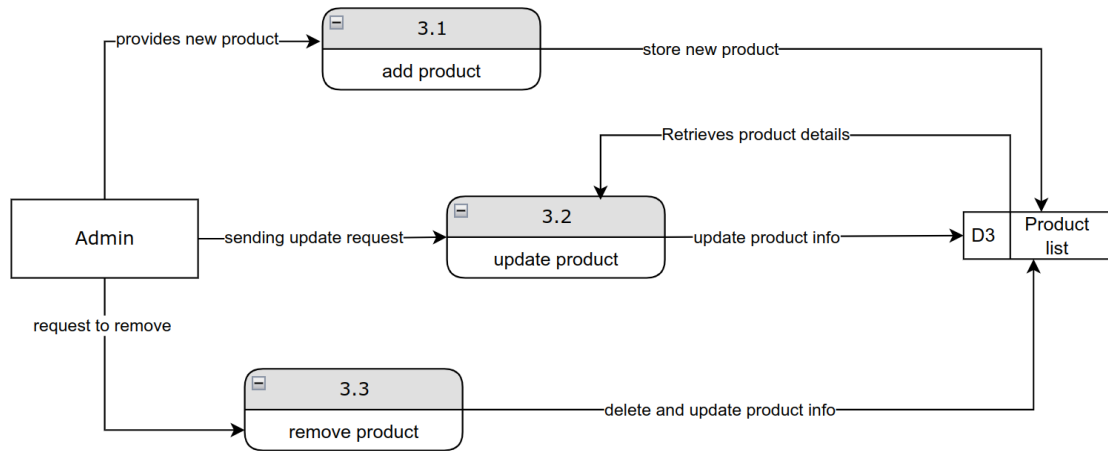 3.1
provides new product
add product
store new product
Retrieves product details
Admin
sending update request
3.2
update product
update product info
D3
Product
list
request to remove
3.3
remove product
delete and update product info